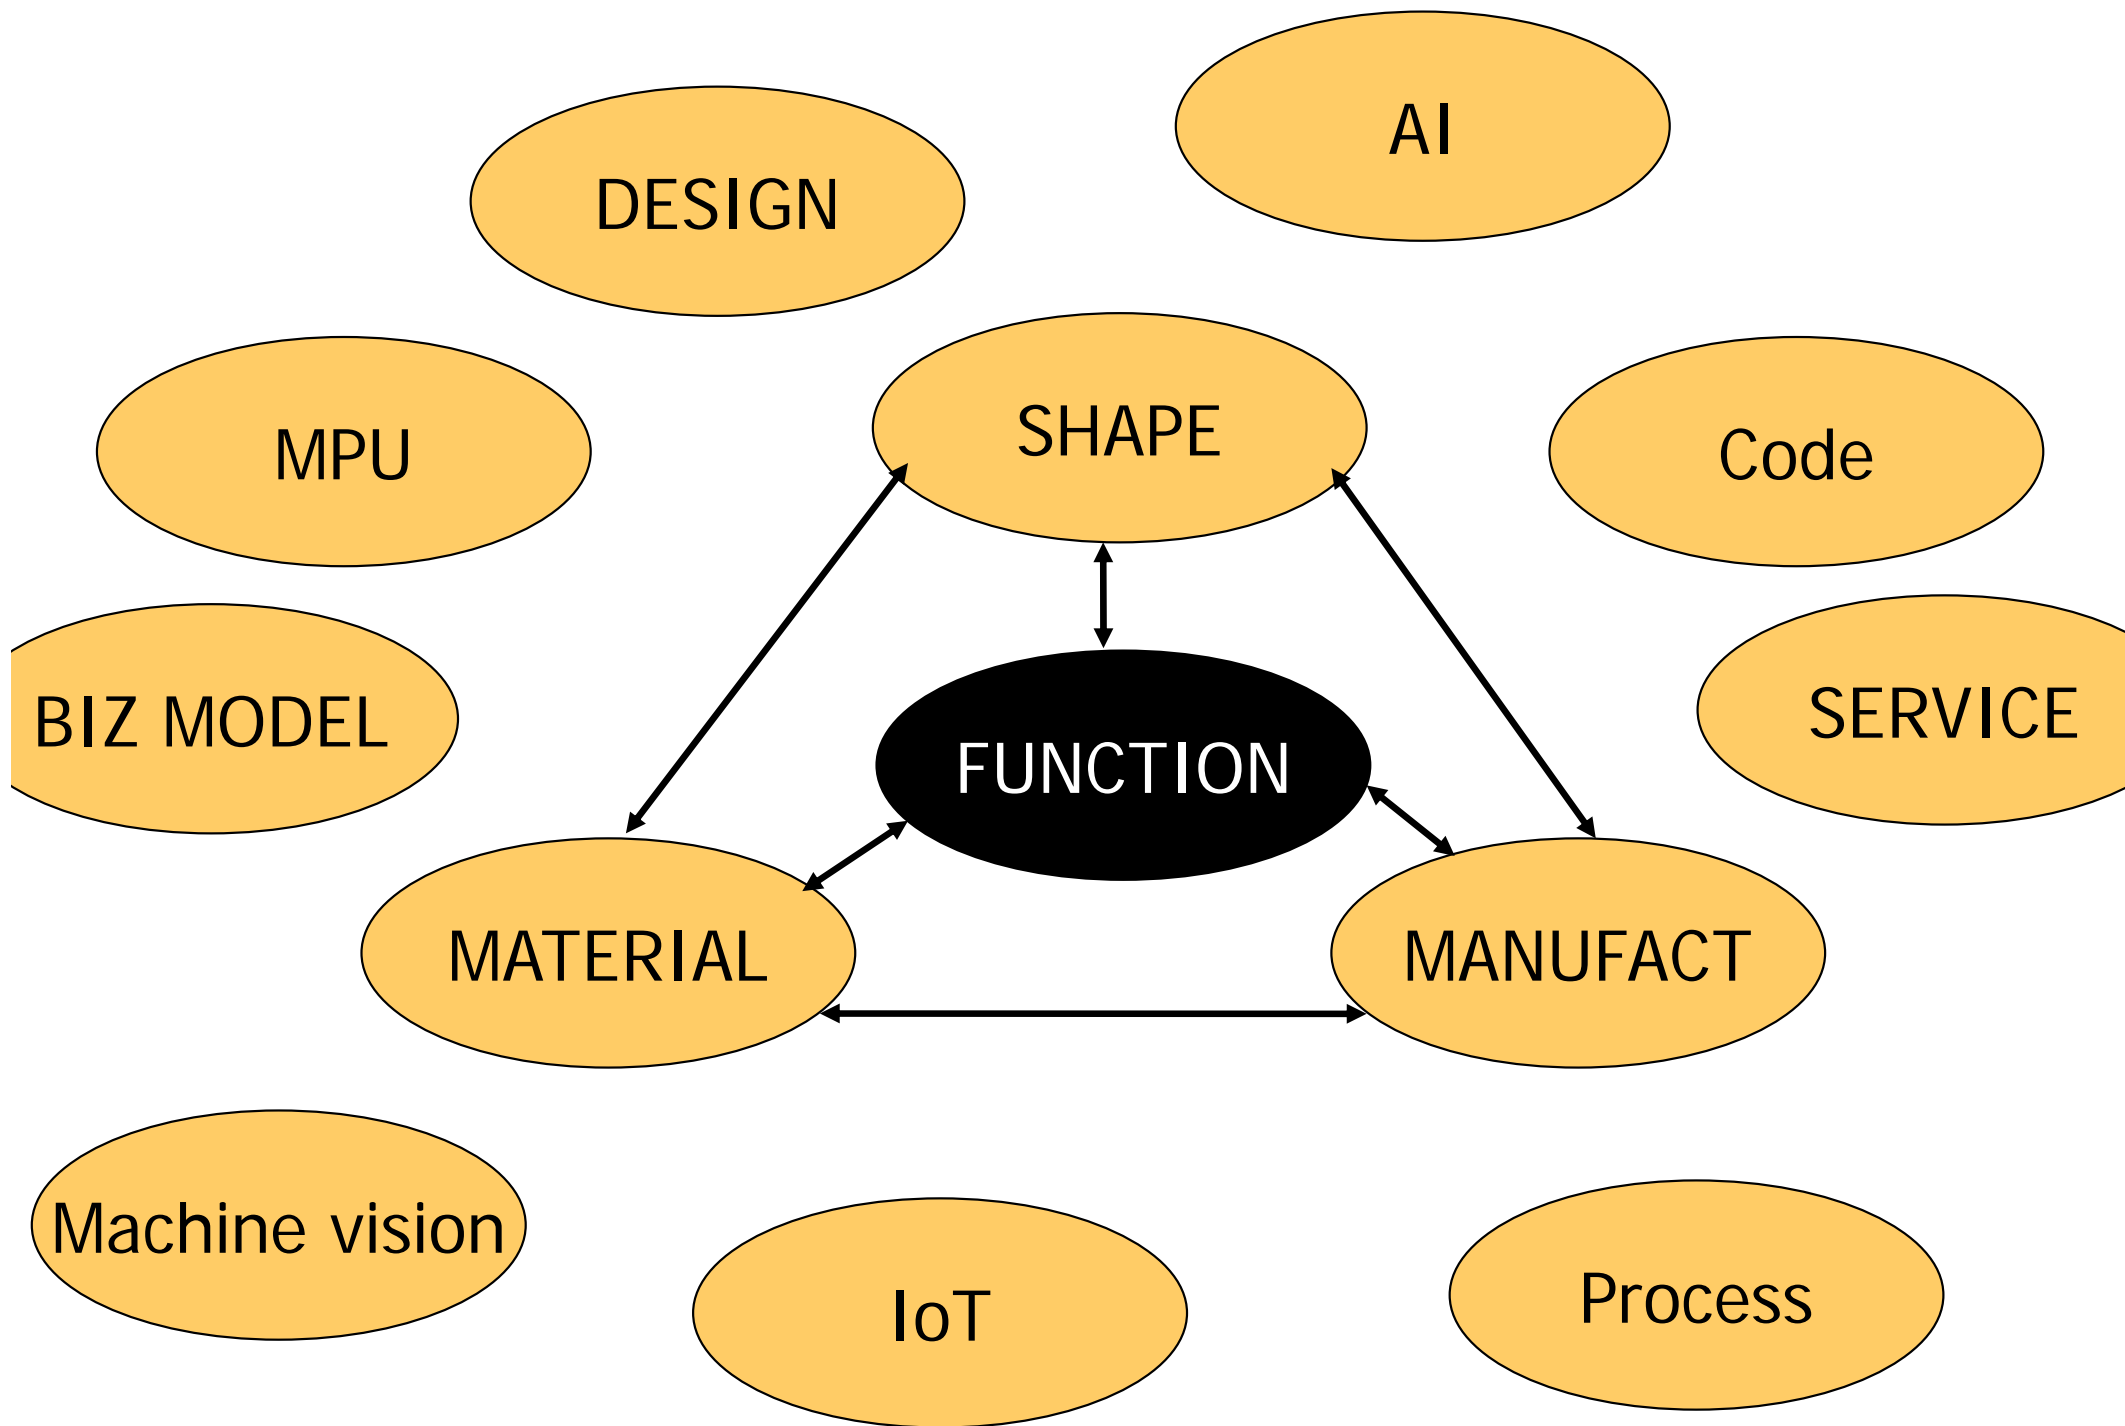 AI
DESIGN
SHAPE
MPU
Code
BIZ MODEL
SERVICE
FUNCTION
MATERIAL
MANUFACT
Machine vision
IoT
Process